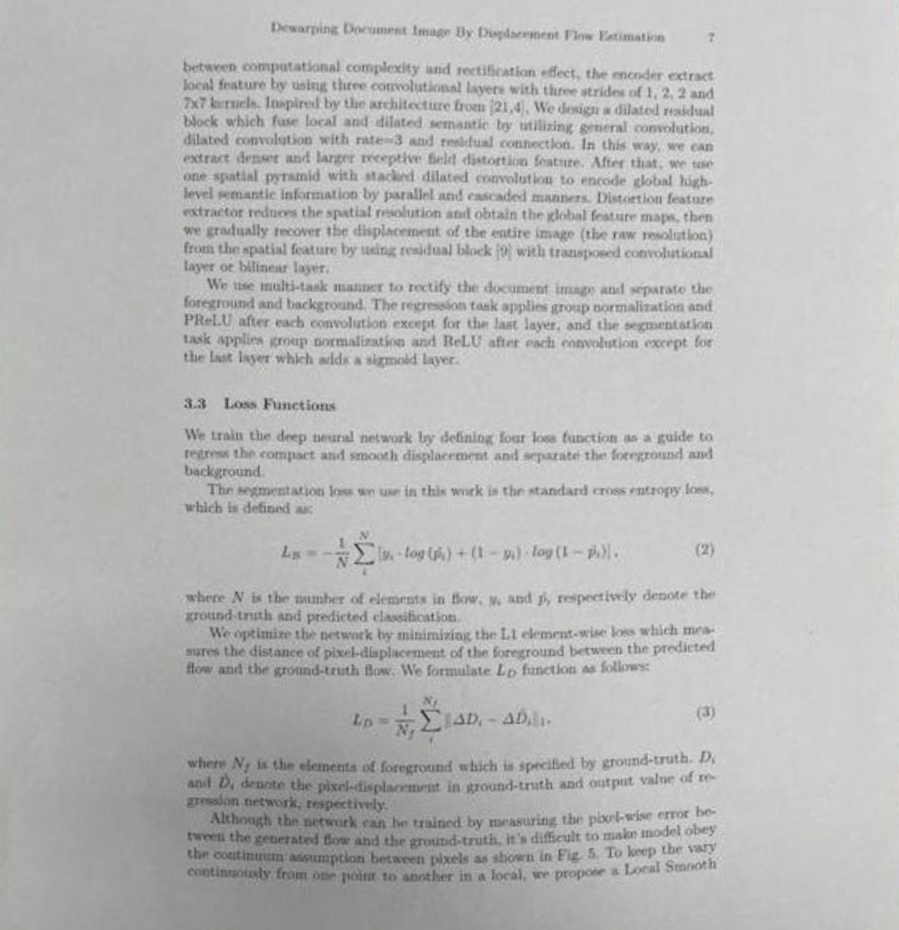 Dewarping Document Image By Displacement Flow Estimation 7
between computational complexity and rectification effect, the encoder extract
local feature by using three convolutional layers with three strides of 1, 2, 2 and
7x7 kernels. Inspired by the architecture from [21,4], We design a dilated residual
block which fuse local and dilated semantic by utilizing general convolution,
dilated convolution with rate=3 and residual connection. In this way, we can
extract denser and larger receptive field distortion feature. After that, we use
one spatial pyramid with stacked dilated convolution to encode global high-
level semantic information by parallel and cascaded manners. Distortion feature
extractor reduces the spatial resolution and obtain the global feature maps, then
we gradually recover the displacement of the entire image (the raw resolution)
from the spatial feature by using residual block [9] with transposed convolutional
layer or bilinear layer.
We use multi-task manner to rectify the document image and separate the
foreground and background. The regression task applies group normalization and
PReLU after each convolution except for the last layer, and the segmentation
task applies group normalization and ReLU after each convolution except for
the last layer which adds a sigmoid layer.
3.3 Loss Functions
We train the deep neural network by defining four loss function as a guide to
regress the compact and smooth displacement and separate the foreground and
background.
The segmentation loss we use in this work is the standard cross entropy loss,
which is defined as:
L_B = -\frac{1}{N} \sum_{i}^{N} [y_i · log (p̂_i) + (1 − y_i) · log (1 − p̂_i)], (2)
where N is the number of elements in flow, y_i and p̂_i respectively denote the
ground-truth and predicted classification.
We optimize the network by minimizing the L1 element-wise loss which mea-
sures the distance of pixel-displacement of the foreground between the predicted
flow and the ground-truth flow. We formulate L_D function as follows:
L_D = \frac{1}{N_f} \sum_{i}^{N_f} ‖ΔD_i − ΔD̂_i‖_1, (3)
where N_f is the elements of foreground which is specified by ground-truth. D_i
and D̂_i denote the pixel-displacement in ground-truth and output value of re-
gression network, respectively.
Although the network can be trained by measuring the pixel-wise error be-
tween the generated flow and the ground-truth, it's difficult to make model obey
the continuum assumption between pixels as shown in Fig. 5. To keep the vary
continuously from one point to another in a local, we propose a Local Smooth